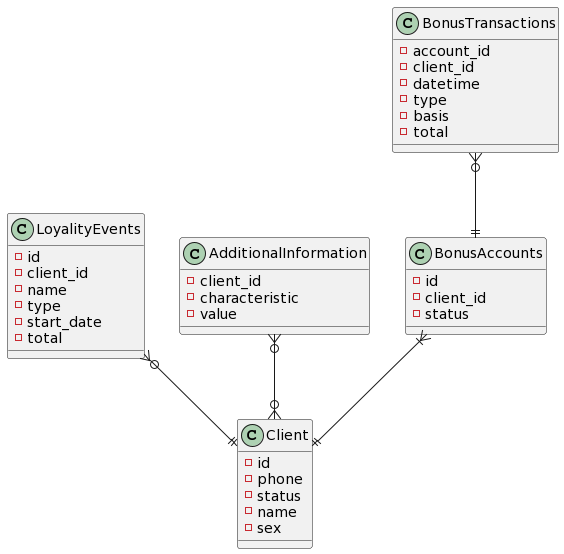 C BonusTransactions
account_id
client_id
datetime
type
basis
total
C LoyalityEvents
id
client_id
name
type
start_date
total
C AdditionalInformation
client_id
characteristic
value
C BonusAccounts
id
client_id
status
C Client
id
phone
status
name
sex